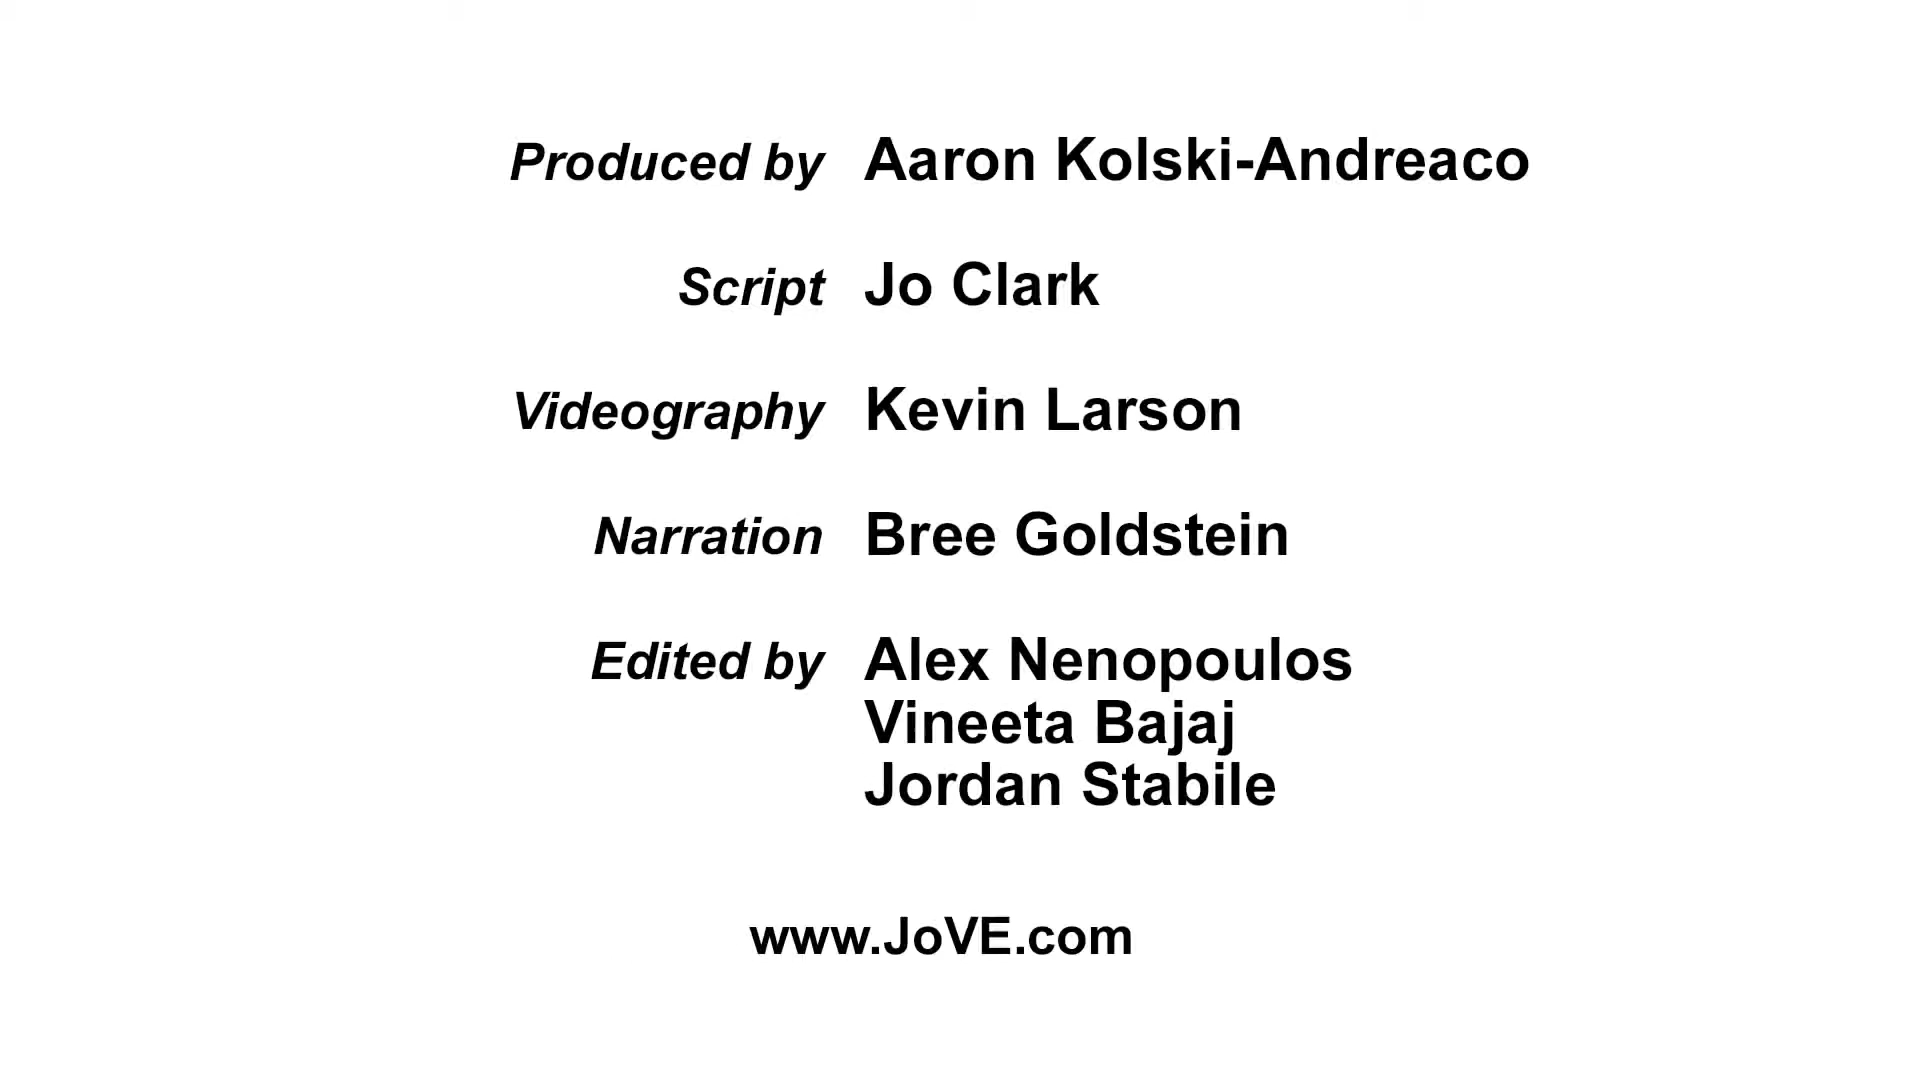 Produced by Aaron Kolski-Andreaco
Script Jo Clark
Videography Kevin Larson
Narration Bree Goldstein
Edited by Alex Nenopoulos
Vineeta Bajaj
Jordan Stabile
www.JoVE.com